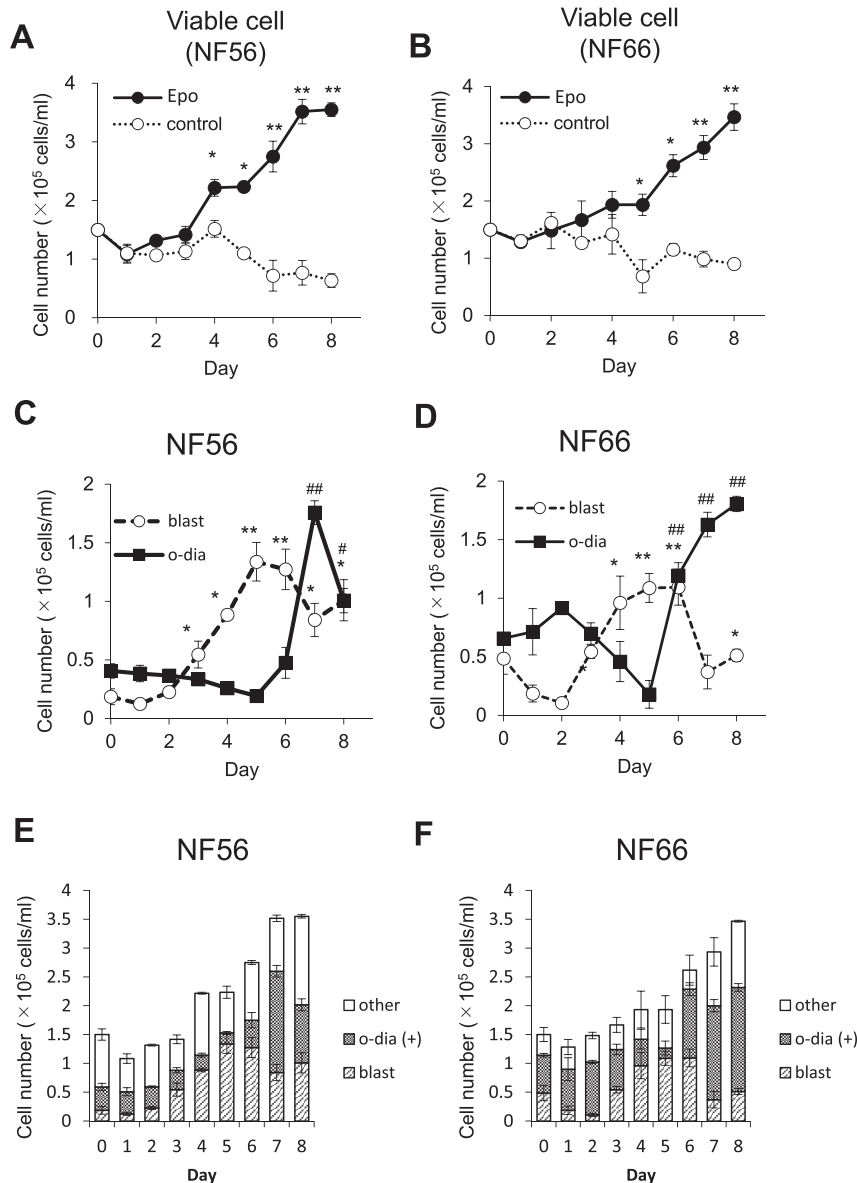 A
Viable cell
(NF56)
Cell number (×10⁵ cells/ml)
4
3
2
1
0
Epo
control
*
*
**
**
**
0 2 4 6 8
Day
B
Viable cell
(NF66)
Cell number (×10⁵ cells/ml)
4
3
2
1
0
Epo
control
*
*
**
**
0 2 4 6 8
Day
C
NF56
Cell number (×10⁵ cells/ml)
2
1.5
1
0.5
0
blast
o-dia
*
*
**
**
*
##
#
*
0 2 4 6 8
Day
D
NF66
Cell number (×10⁵ cells/ml)
2
1.5
1
0.5
0
blast
o-dia
*
*
**
##
**
##
##
*
0 2 4 6 8
Day
E
NF56
Cell number (×10⁵ cells/ml)
4
3.5
3
2.5
2
1.5
1
0.5
0
other
o-dia (+)
blast
0 1 2 3 4 5 6 7 8
Day
F
NF66
Cell number (×10⁵ cells/ml)
4
3.5
3
2.5
2
1.5
1
0.5
0
other
o-dia (+)
blast
0 1 2 3 4 5 6 7 8
Day